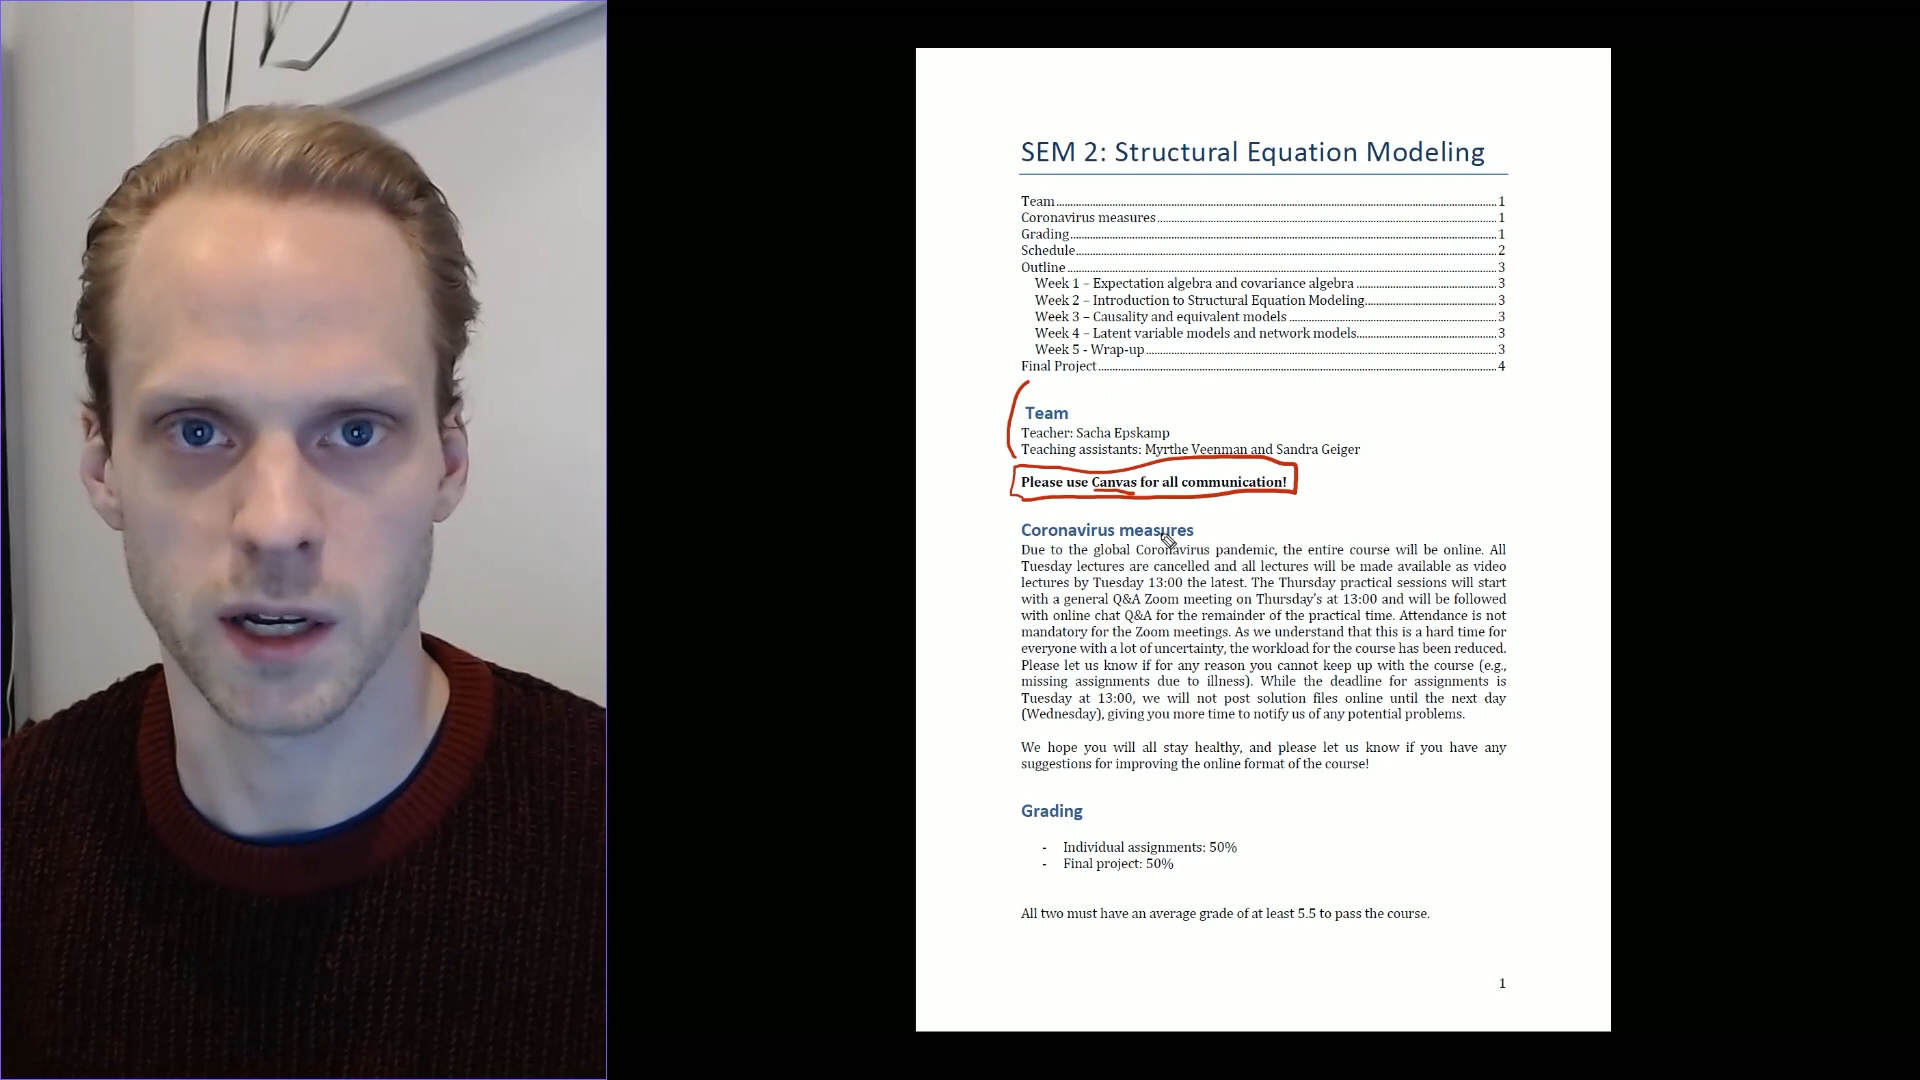 SEM 2: Structural Equation Modeling
Team 1
Coronavirus measures 1
Grading 1
Schedule 2
Outline 3
Week 1 – Expectation algebra and covariance algebra 3
Week 2 – Introduction to Structural Equation Modeling 3
Week 3 – Causality and equivalent models 3
Week 4 – Latent variable models and network models 3
Week 5 - Wrap-up 3
Final Project 4
Team
Teacher: Sacha Epskamp
Teaching assistants: Myrthe Veenman and Sandra Geiger
Please use Canvas for all communication!
Coronavirus measures
Due to the global Coronavirus pandemic, the entire course will be online. All
Tuesday lectures are cancelled and all lectures will be made available as video
lectures by Tuesday 13:00 the latest. The Thursday practical sessions will start
with a general Q&A Zoom meeting on Thursday's at 13:00 and will be followed
with online chat Q&A for the remainder of the practical time. Attendance is not
mandatory for the Zoom meetings. As we understand that this is a hard time for
everyone with a lot of uncertainty, the workload for the course has been reduced.
Please let us know if for any reason you cannot keep up with the course (e.g.,
missing assignments due to illness). While the deadline for assignments is
Tuesday at 13:00, we will not post solution files online until the next day
(Wednesday), giving you more time to notify us of any potential problems.
We hope you will all stay healthy, and please let us know if you have any
suggestions for improving the online format of the course!
Grading
- Individual assignments: 50%
- Final project: 50%
All two must have an average grade of at least 5.5 to pass the course.
1